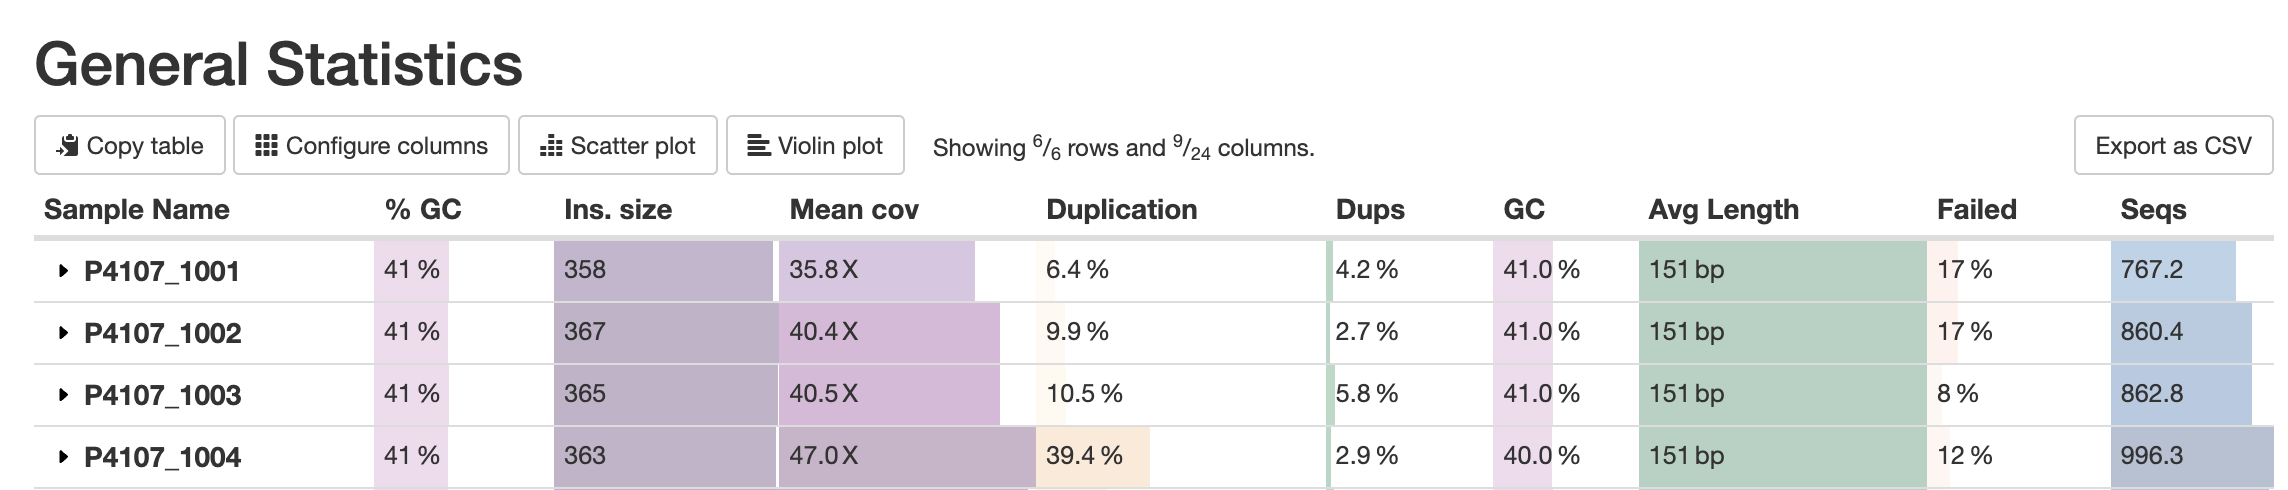 General Statistics
Copy table Configure columns Scatter plot Violin plot Showing 6/6 rows and 9/24 columns. Export as CSV
Sample Name % GC Ins. size Mean cov Duplication Dups GC Avg Length Failed Seqs
P4107_1001 41 % 358 35.8 X 6.4 % 4.2 % 41.0 % 151 bp 17 % 767.2
P4107_1002 41 % 367 40.4 X 9.9 % 2.7 % 41.0 % 151 bp 17 % 860.4
P4107_1003 41 % 365 40.5 X 10.5 % 5.8 % 41.0 % 151 bp 8 % 862.8
P4107_1004 41 % 363 47.0 X 39.4 % 2.9 % 40.0 % 151 bp 12 % 996.3